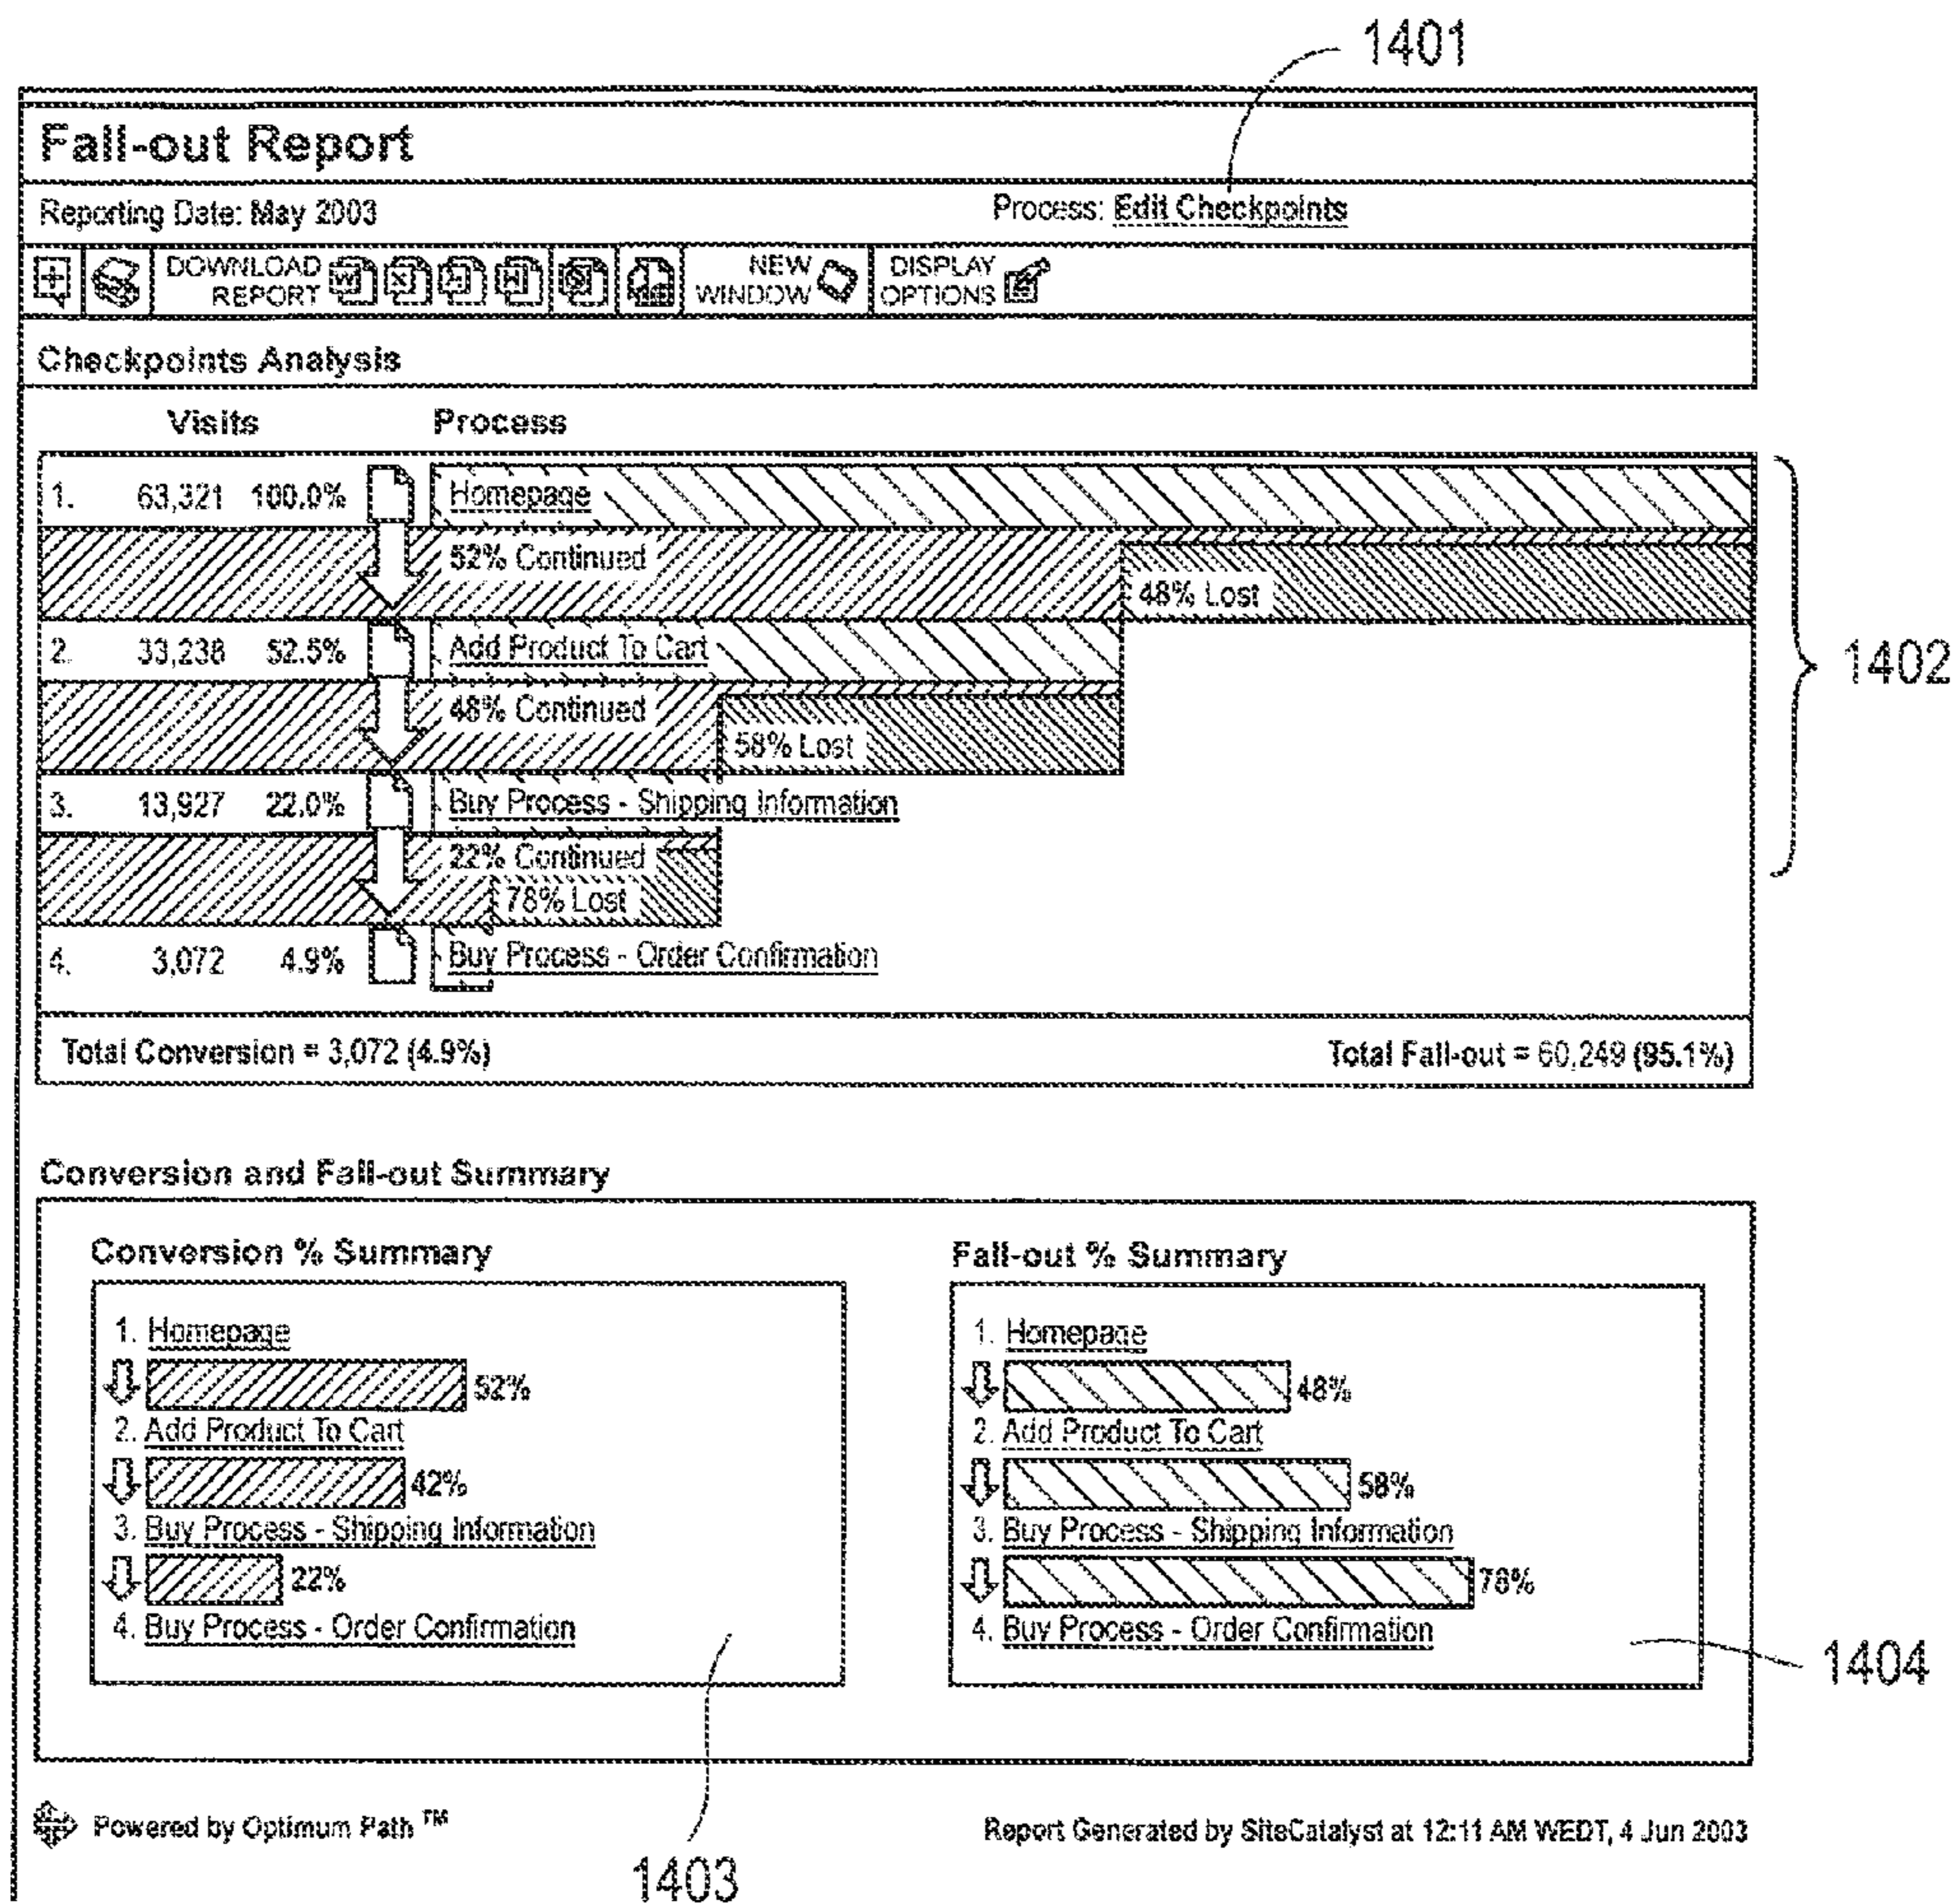 1401
Fall-out Report
Reporting Date: May 2003 Process: Edit Checkpoints
DOWNLOAD REPORT NEW WINDOW DISPLAY OPTIONS
Checkpoints Analysis
Visits Process
1. 63,321 100.0% Homepage
52% Continued
48% Lost
2. 33,238 52.5% Add Product To Cart
1402
48% Continued
58% Lost
3. 13,927 22.0% Buy Process - Shipping Information
22% Continued
78% Lost
4. 3,072 4.9% Buy Process - Order Confirmation
Total Conversion = 3,072 (4.9%) Total Fall-out = 60,249 (95.1%)
Conversion and Fall-out Summary
Conversion % Summary
1. Homepage
52%
2. Add Product To Cart
42%
3. Buy Process - Shipping Information
22%
4. Buy Process - Order Confirmation
Fall-out % Summary
1. Homepage
48%
2. Add Product To Cart
58%
3. Buy Process - Shipping Information
78%
4. Buy Process - Order Confirmation
1404
Powered by Optimum Path ™ Report Generated by SiteCatalyst at 12:11 AM WEDT, 4 Jun 2003
1403